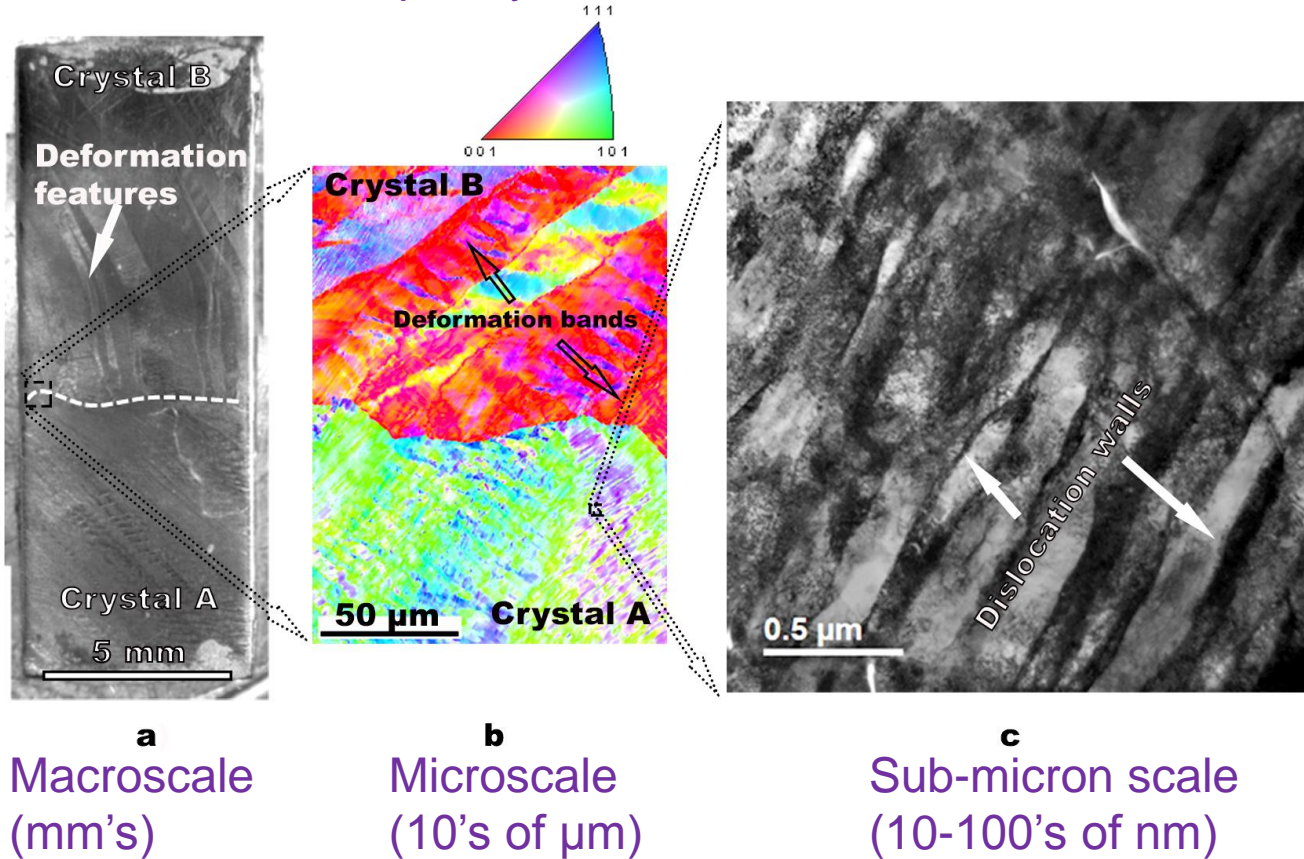 111
001
101
Crystal B
Deformation
features
Crystal A
5 mm
Crystal B
Deformation bands
50 µm
Crystal A
Dislocation walls
0.5 µm
a
b
c
Macroscale
(mm's)
Microscale
(10's of µm)
Sub-micron scale
(10-100's of nm)